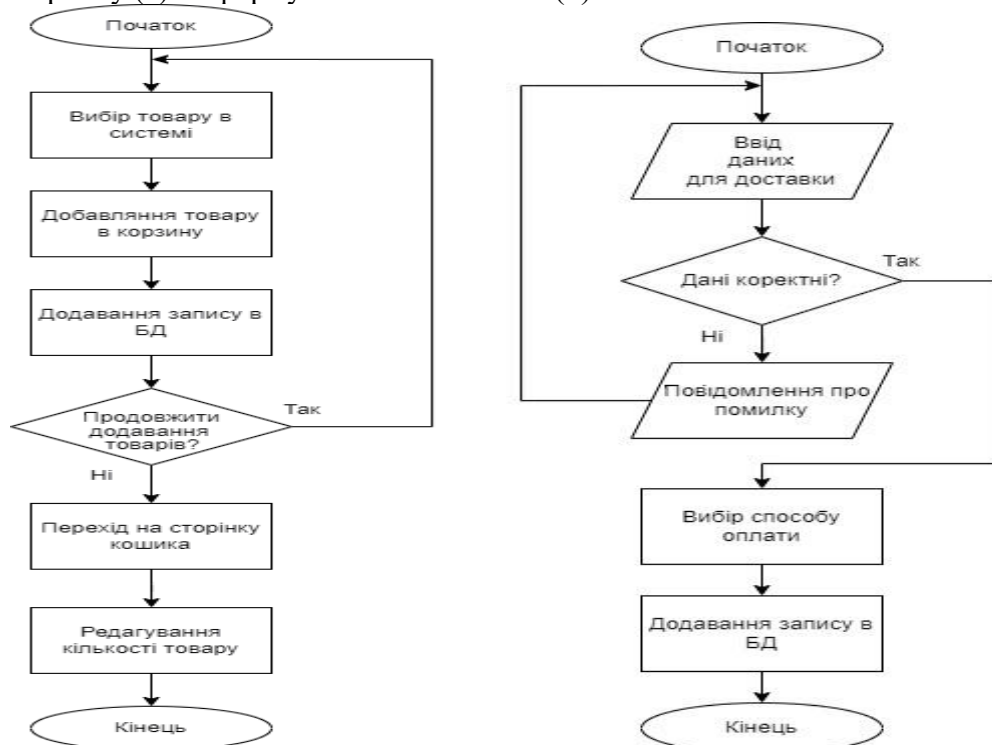 Початок
Вибір товару в
системі
Добавляння товару
в корзину
Додавання запису в
БД
Продовжити
додавання
товарів?
Так
Ні
Перехід на сторінку
кошика
Редагування
кількості товару
Кінець
Початок
Ввід
даних
для доставки
Дані коректні?
Так
Ні
Повідомлення про
помилку
Вибір способу
оплати
Додавання запису в
БД
Кінець